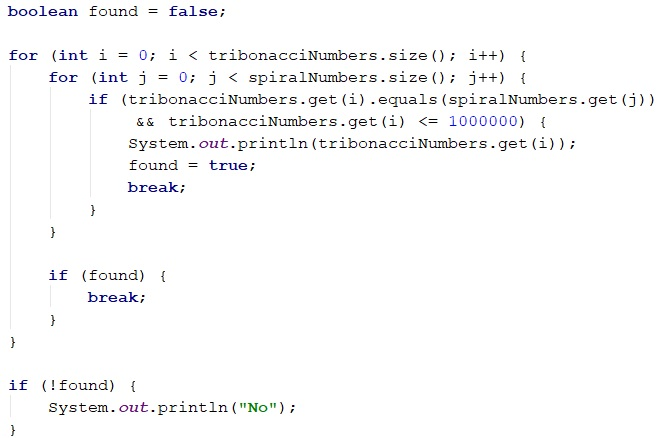 boolean found = false;

for (int i = 0; i < tribonacciNumbers.size(); i++) {
    for (int j = 0; j < spiralNumbers.size(); j++) {
        if (tribonacciNumbers.get(i).equals(spiralNumbers.get(j))
             && tribonacciNumbers.get(i) <= 1000000) {
            System.out.println(tribonacciNumbers.get(i));
            found = true;
            break;
        }
    }

    if (found) {
        break;
    }
}

if (!found) {
    System.out.println("No");
}